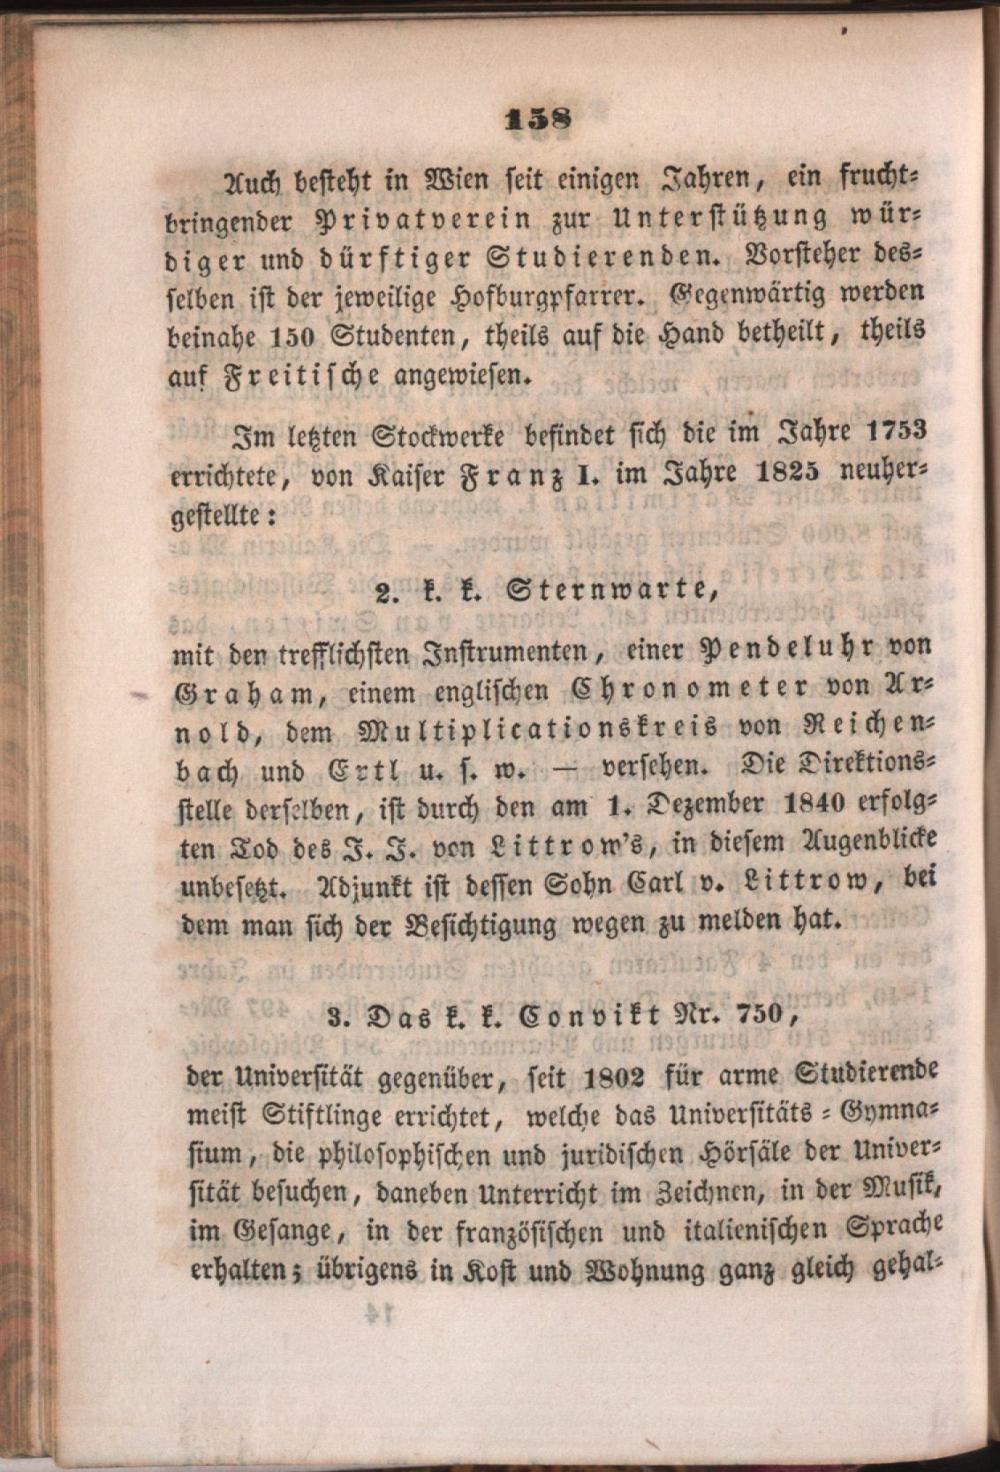 158
Auch besteht in Wien seit einigen Jahren, ein frucht-
bringender Privatverein zur Unterstützung wür-
diger und dürftiger Studierenden. Vorsteher des-
selben ist der jeweilige Hofburgpfarrer. Gegenwärtig werden
beinahe 150 Studenten, theils auf die Hand betheilt, theils
auf Freitische angewiesen.
Im letzten Stockwerke befindet sich die im Jahre 1753
errichtete, von Kaiser Franz I. im Jahre 1825 neuher-
gestellte:
2. k. k. Sternwarte,
mit den trefflichsten Instrumenten, einer Pendeluhr von
Graham, einem englischen Chronometer von Ar-
nold, dem Multiplicationskreis von Reichen-
bach und Ertl u. s. w. — versehen. Die Direktions-
stelle derselben, ist durch den am 1. Dezember 1840 erfolg-
ten Tod des J. J. von Littrow's, in diesem Augenblicke
unbesetzt. Adjunkt ist dessen Sohn Carl v. Littrow, bei
dem man sich der Besichtigung wegen zu melden hat.
3. Das k. k. Convikt Nr. 750,
der Universität gegenüber, seit 1802 für arme Studierende
meist Stiftlinge errichtet, welche das Universitäts-Gymna-
sium, die philosophischen und juridischen Hörsäle der Univer-
sität besuchen, daneben Unterricht im Zeichnen, in der Musik,
im Gesange, in der französischen und italienischen Sprache
erhalten; übrigens in Kost und Wohnung ganz gleich gehal-